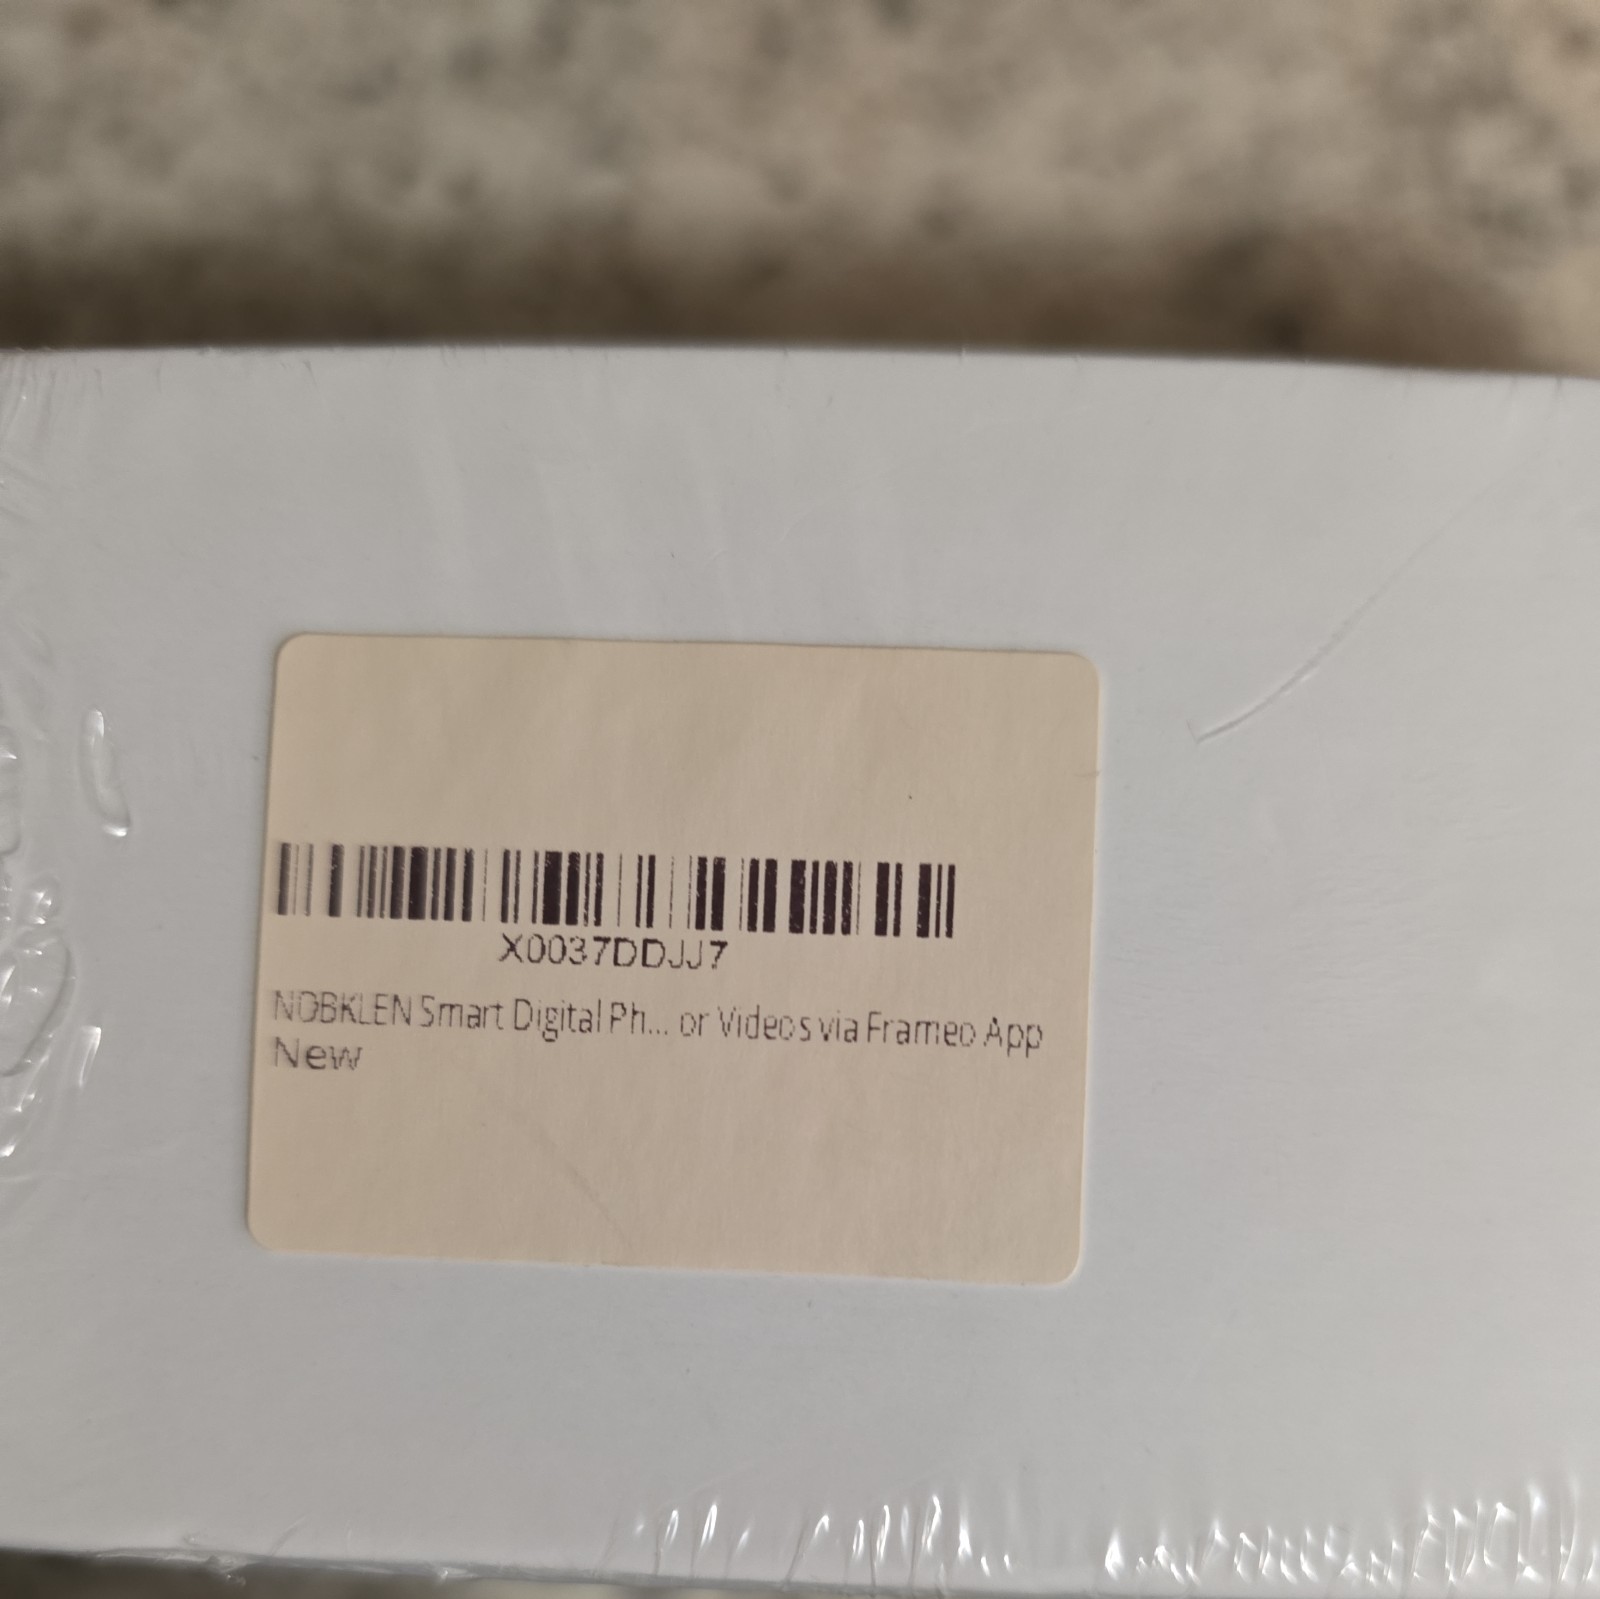 X0037DDJJ7
NOBKLEN Smart Digital Ph... or Videos via Frameo App
New